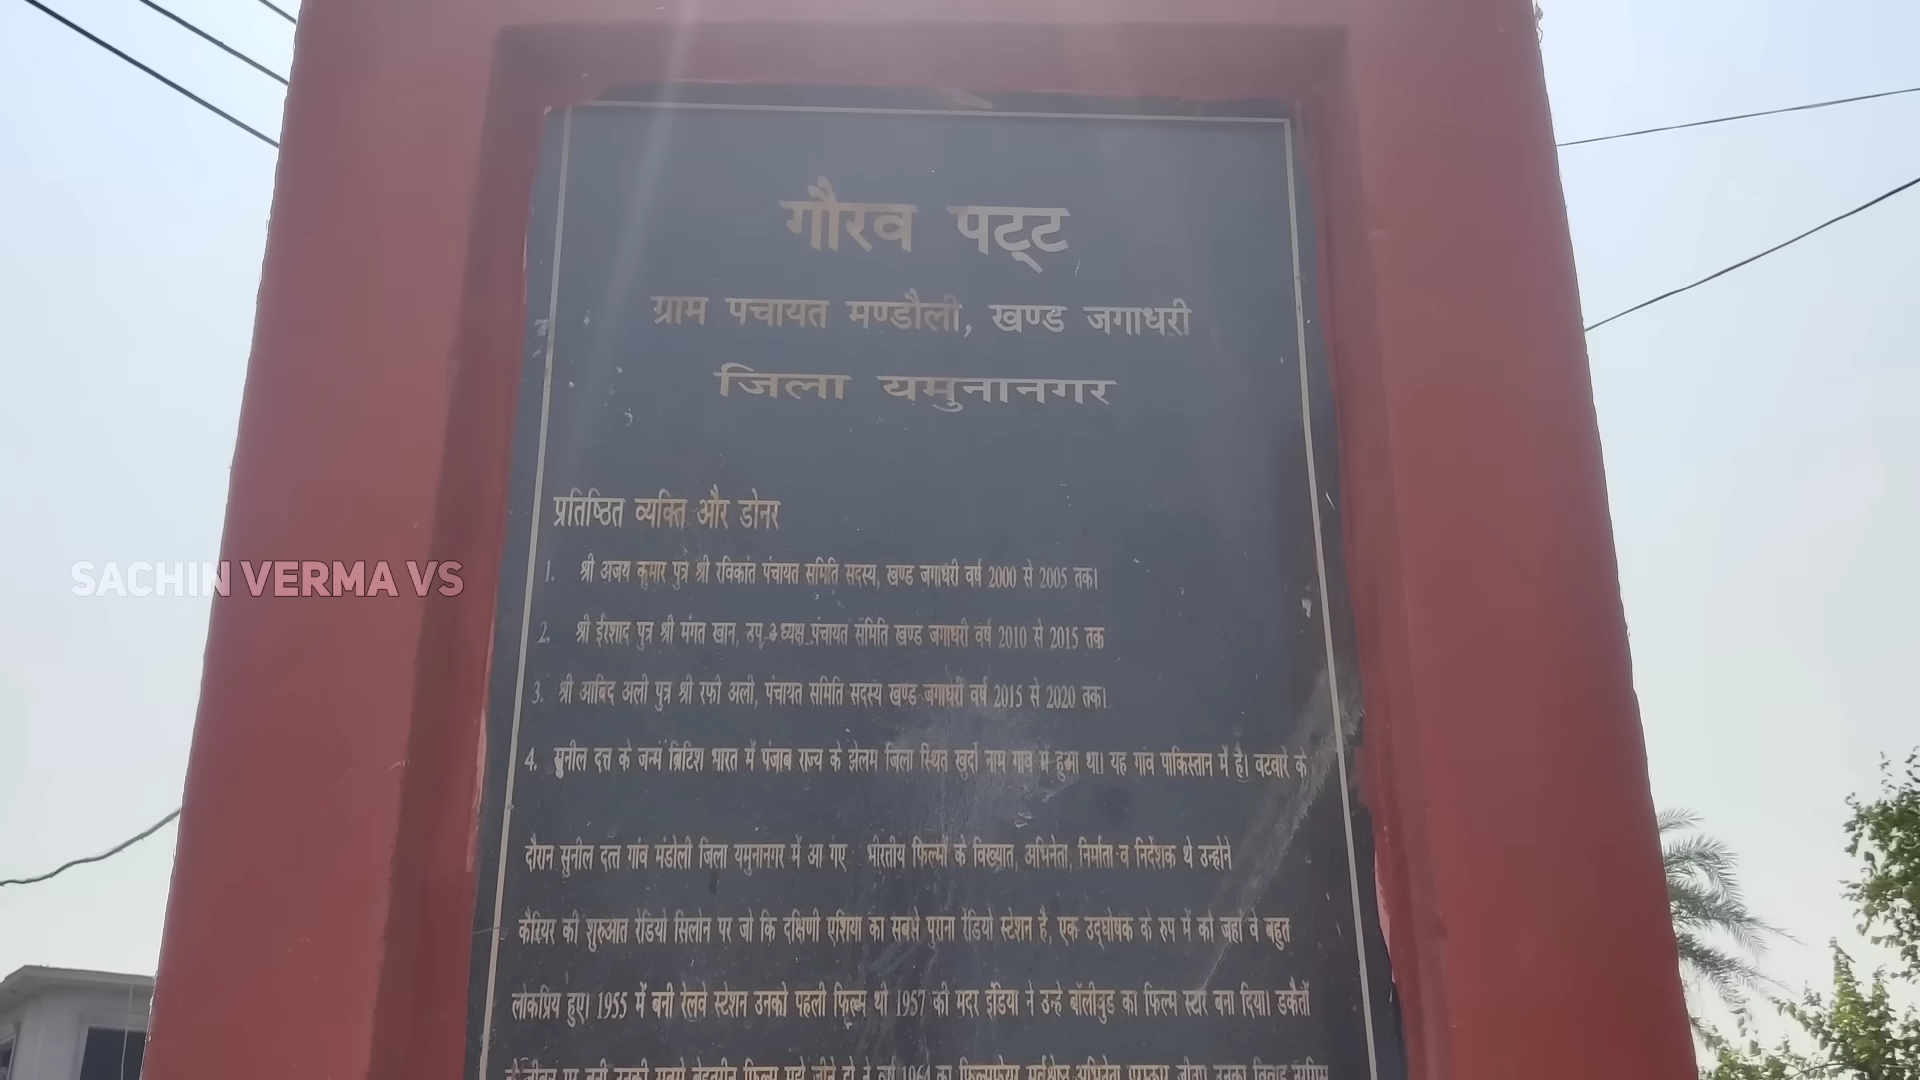 गौरव पट्ट
ग्राम पचायत मण्डौली, खण्ड जगाधरी
जिला यमुनानगर
प्रतिष्ठित व्यक्ति और डोनर
1. श्री अजय कुमार पुत्र श्री रविकांत पंचायत समिति सदस्य, खण्ड जगाधरी वर्ष 2000 से 2005 तक।
SACHIN VERMA VS
2. श्री ईरशाद पुत्र श्री मंगत खान, पंचायत समिति खण्ड जगाधरी वर्ष 2010 से 2015 तक
3. श्री आबिद अली पुत्र श्री रफी अली, पंचायत समिति सदस्य खण्ड जगाधरी वर्ष 2015 से 2020 तक।
4. सुनील दत्त के जन्म ब्रिटिश भारत में पंजाब राज्य के झेलम जिला स्थित खुर्दी नाम गांव में हुआ था। यह गांव पाकिस्तान में है। बटवारे के
दौरान सुनील दत्त गांव मंडोली जिला यमुनानगर में आ गए भारतीय फिल्मों के विख्यात, अभिनेता, निर्माता व निर्देशक थे उन्होंने
कैरियर की शुरुआत रेडियो सिलोन पर जो कि दक्षिणी एशिया का सबसे पुराना रेडियो स्टेशन है, एक उद्घोषक के रुप में की जहां वे बहुत
लोकप्रिय हुए। 1955 में बनी रेलवे स्टेशन उनकी पहली फिल्म थी 1957 की मदर इंडिया ने उन्हे बॉलीवुड का फिल्म स्टार बना दिया। डकैतों